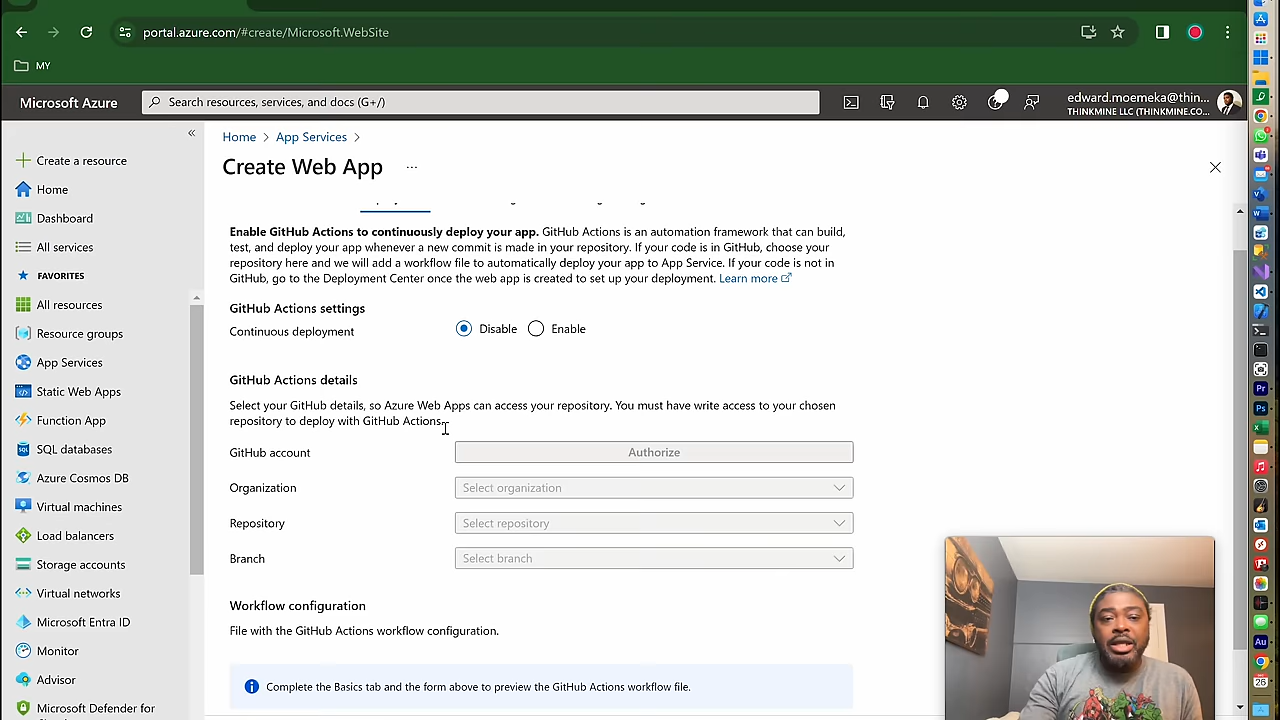 portal.azure.com/#create/Microsoft.WebSite
MY
Microsoft Azure
Search resources, services, and docs (G+/)
edward.moemeka@thin...
THINKMINE LLC (THINKMINE.CO...
Home > App Services >
Create Web App ...
Create a resource
Home
Dashboard
All services
FAVORITES
All resources
Resource groups
App Services
Static Web Apps
Function App
SQL databases
Azure Cosmos DB
Virtual machines
Load balancers
Storage accounts
Virtual networks
Microsoft Entra ID
Monitor
Advisor
Microsoft Defender for
Enable GitHub Actions to continuously deploy your app. GitHub Actions is an automation framework that can build,
test, and deploy your app whenever a new commit is made in your repository. If your code is in GitHub, choose your
repository here and we will add a workflow file to automatically deploy your app to App Service. If your code is not in
GitHub, go to the Deployment Center once the web app is created to set up your deployment. Learn more
GitHub Actions settings
Continuous deployment Disable Enable
GitHub Actions details
Select your GitHub details, so Azure Web Apps can access your repository. You must have write access to your chosen
repository to deploy with GitHub Actions.
GitHub account Authorize
Organization Select organization
Repository Select repository
Branch Select branch
Workflow configuration
File with the GitHub Actions workflow configuration.
Complete the Basics tab and the form above to preview the GitHub Actions workflow file.